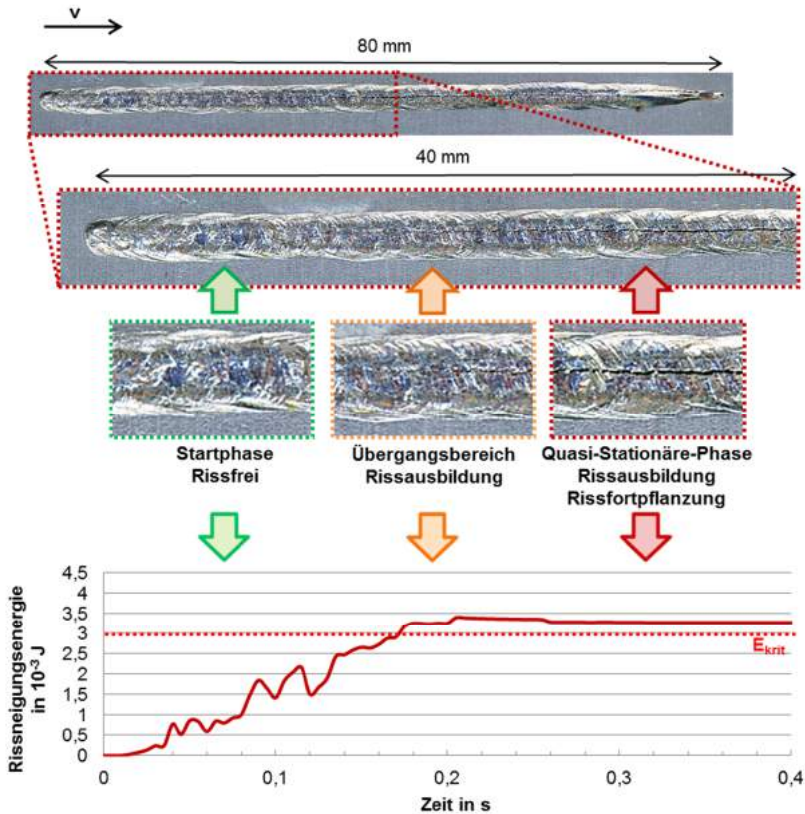 v
80 mm
40 mm
Startphase
Rissfrei
Übergangsbereich
Rissausbildung
Quasi-Stationäre-Phase
Rissausbildung
Rissfortpflanzung
Rissneigungsenergie
in 10⁻³ J
4,5
4
3,5
3
2,5
2
1,5
1
0,5
0
E_krit.
0
0,1
0,2
0,3
0,4
Zeit in s